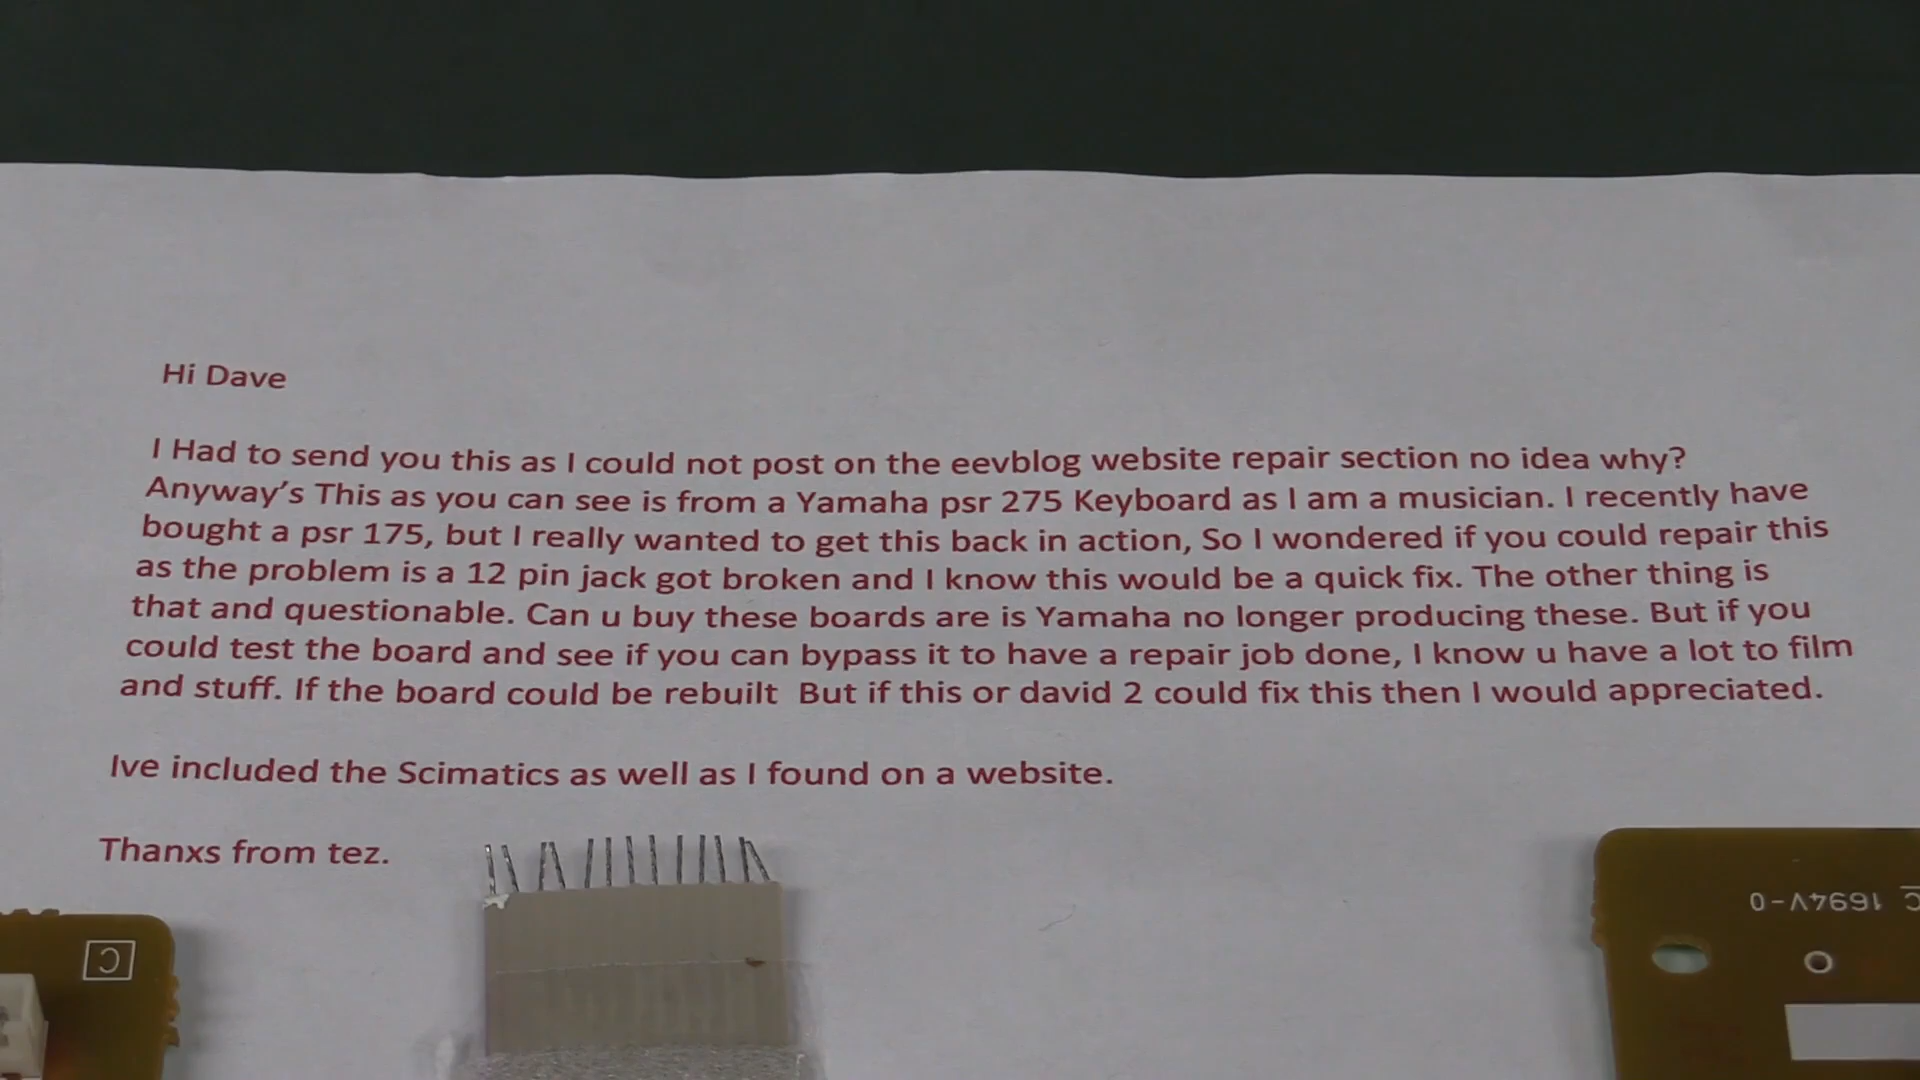 Hi Dave
I Had to send you this as I could not post on the eevblog website repair section no idea why?
Anyway's This as you can see is from a Yamaha psr 275 Keyboard as I am a musician. I recently have
bought a psr 175, but I really wanted to get this back in action, So I wondered if you could repair this
as the problem is a 12 pin jack got broken and I know this would be a quick fix. The other thing is
that and questionable. Can u buy these boards are is Yamaha no longer producing these. But if you
could test the board and see if you can bypass it to have a repair job done, I know u have a lot to film
and stuff. If the board could be rebuilt  But if this or david 2 could fix this then I would appreciated.
Ive included the Scimatics as well as I found on a website.
Thanxs from tez.
C
C 1694V-0